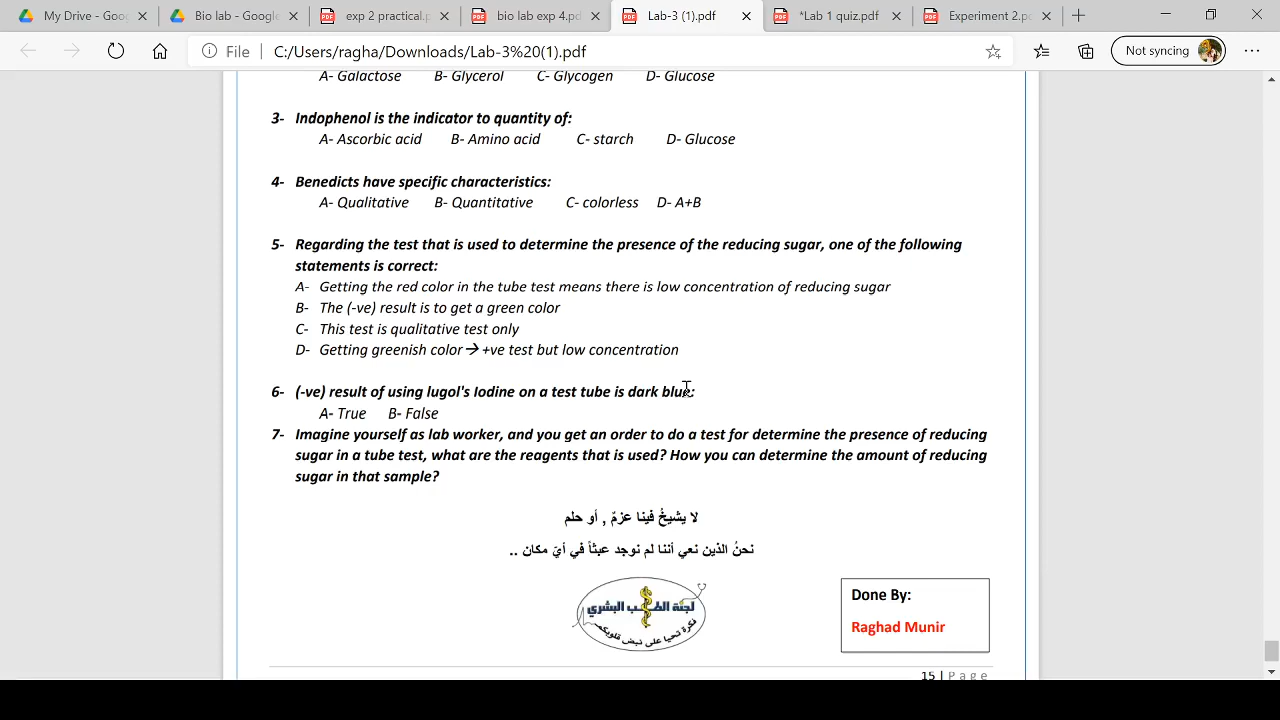 My Drive - Goog
Bio lab - Google
exp 2 practical.p
bio lab exp 4.pd
Lab-3 (1).pdf
*Lab 1 quiz.pdf
Experiment 2.pd
File C:/Users/ragha/Downloads/Lab-3%20(1).pdf
Not syncing
A- Galactose B- Glycerol C- Glycogen D- Glucose
3- Indophenol is the indicator to quantity of:
A- Ascorbic acid B- Amino acid C- starch D- Glucose
4- Benedicts have specific characteristics:
A- Qualitative B- Quantitative C- colorless D- A+B
5- Regarding the test that is used to determine the presence of the reducing sugar, one of the following
statements is correct:
A- Getting the red color in the tube test means there is low concentration of reducing sugar
B- The (-ve) result is to get a green color
C- This test is qualitative test only
D- Getting greenish color → +ve test but low concentration
6- (-ve) result of using lugol's Iodine on a test tube is dark blue:
A- True B- False
7- Imagine yourself as lab worker, and you get an order to do a test for determine the presence of reducing
sugar in a tube test, what are the reagents that is used? How you can determine the amount of reducing
sugar in that sample?
لا يشيخُ فينا عزمٌ , أو حلم
نحنُ الذين نعي أننا لم نوجد عبثاً في أيّ مكان ..
لجنة الطب البشري
فكرة تحيا على نبض قلوبكم
Done By:
Raghad Munir
15 | Page